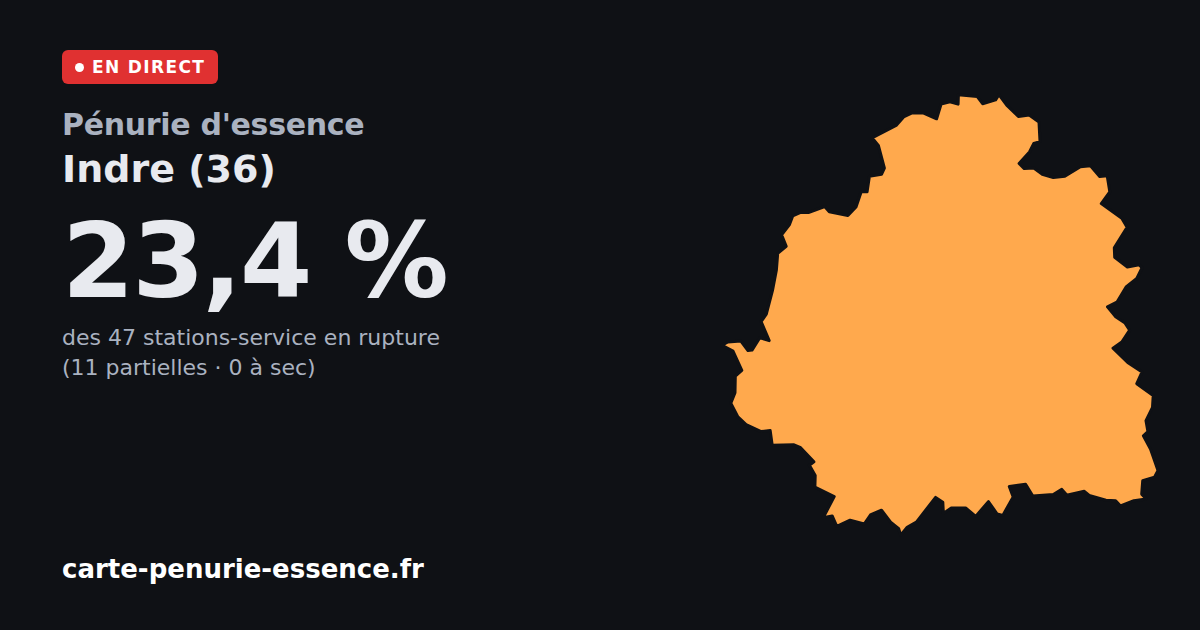 EN DIRECT
Pénurie d'essence
Indre (36)
23,4 %
des 47 stations-service en rupture
(11 partielles · 0 à sec)
carte-penurie-essence.fr